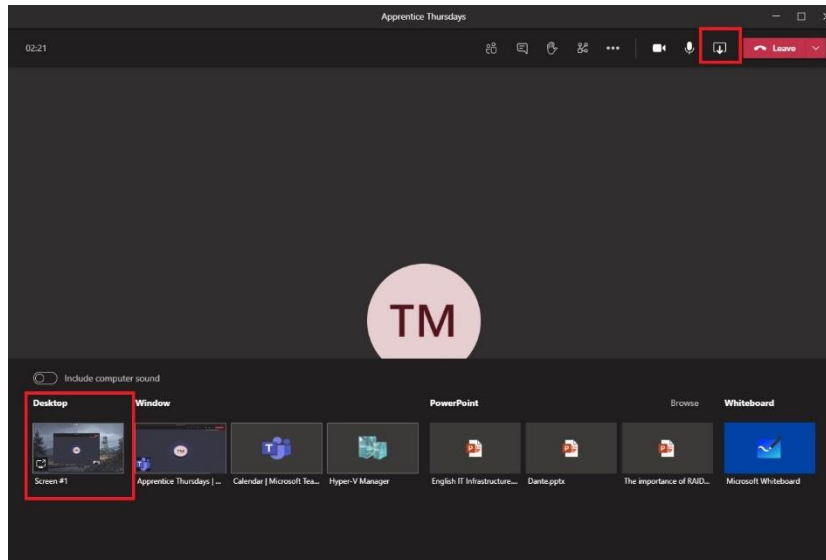 Apprentice Thursdays
02:21
Leave
TM
Include computer sound
Desktop
Window
PowerPoint
Browse
Whiteboard
Screen #1
Apprentice Thursdays | ...
Calendar | Microsoft Tea...
Hyper-V Manager
English IT Infrastructure...
Dante.pptx
The importance of RAID...
Microsoft Whiteboard